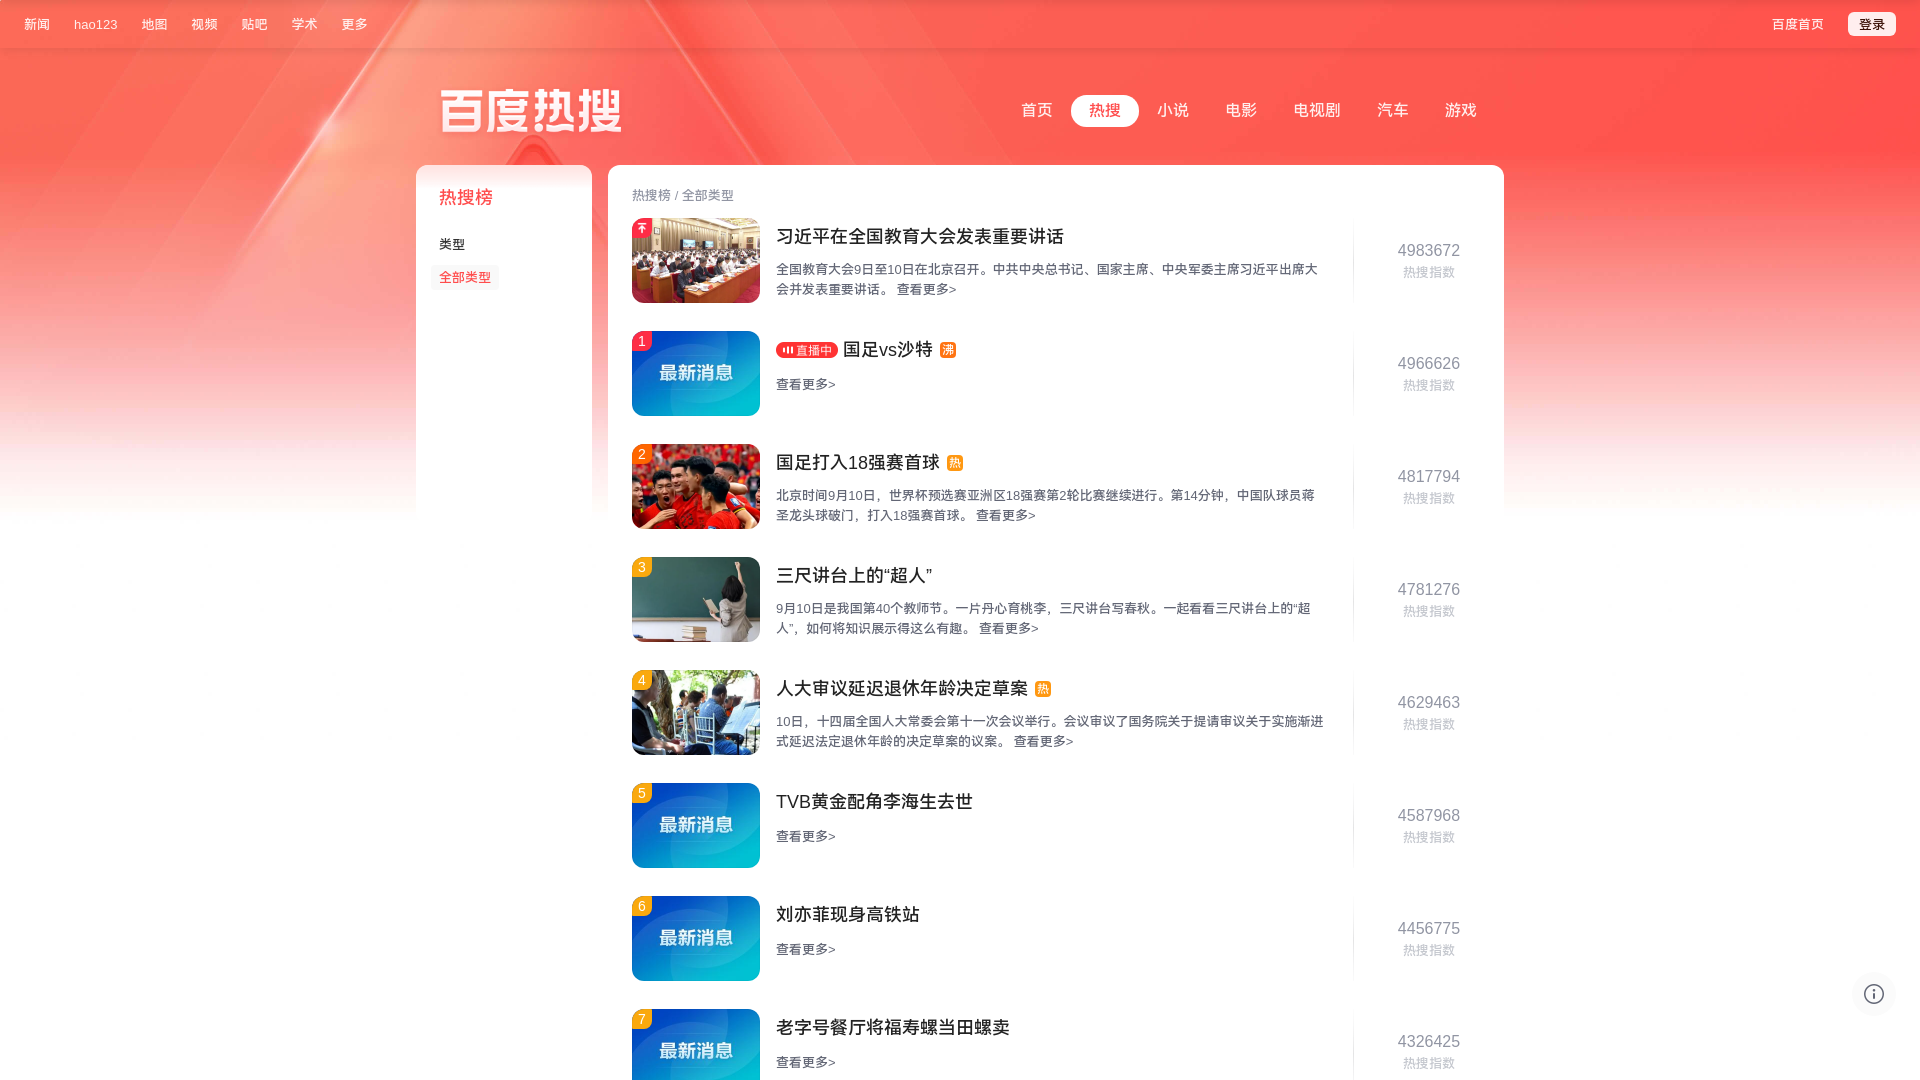 新闻 hao123 地图 视频 贴吧 学术 更多 百度首页 登录
百度热搜
首页 热搜 小说 电影 电视剧 汽车 游戏
热搜榜
类型
全部类型
热搜榜 / 全部类型
习近平在全国教育大会发表重要讲话
全国教育大会9日至10日在北京召开。中共中央总书记、国家主席、中央军委主席习近平出席大
会并发表重要讲话。 查看更多>
4983672
热搜指数
1
最新消息
直播中 国足vs沙特 沸
查看更多>
4966626
热搜指数
2
国足打入18强赛首球 热
北京时间9月10日，世界杯预选赛亚洲区18强赛第2轮比赛继续进行。第14分钟，中国队球员蒋
圣龙头球破门，打入18强赛首球。 查看更多>
4817794
热搜指数
3
三尺讲台上的“超人”
9月10日是我国第40个教师节。一片丹心育桃李，三尺讲台写春秋。一起看看三尺讲台上的“超
人”，如何将知识展示得这么有趣。 查看更多>
4781276
热搜指数
4
人大审议延迟退休年龄决定草案 热
10日，十四届全国人大常委会第十一次会议举行。会议审议了国务院关于提请审议关于实施渐进
式延迟法定退休年龄的决定草案的议案。 查看更多>
4629463
热搜指数
5
最新消息
TVB黄金配角李海生去世
查看更多>
4587968
热搜指数
6
最新消息
刘亦菲现身高铁站
查看更多>
4456775
热搜指数
7
最新消息
老字号餐厅将福寿螺当田螺卖
查看更多>
4326425
热搜指数